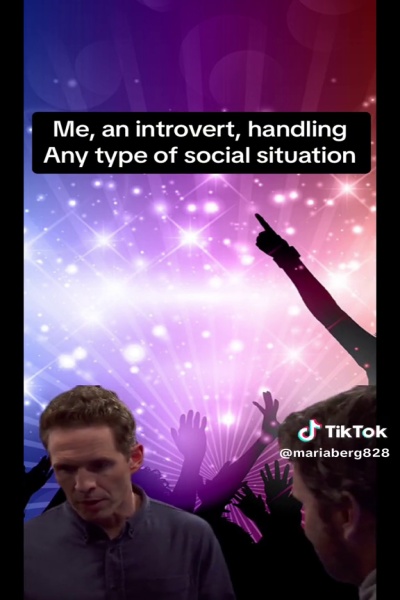 Me, an introvert, handling
Any type of social situation
TikTok
@mariaberg828